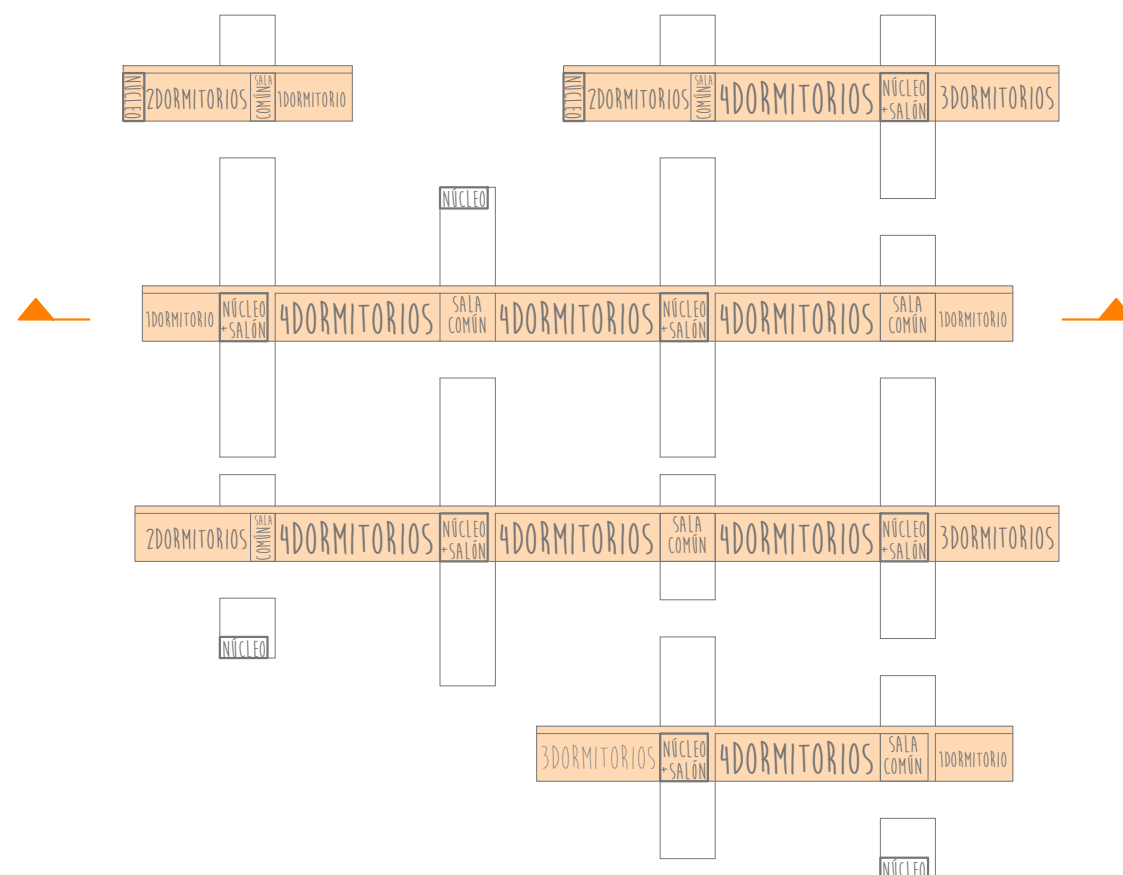 NÚCLEO 2DORMITORIOS SALA COMÚN 1DORMITORIO
NÚCLEO 2DORMITORIOS SALA COMÚN 4DORMITORIOS NÚCLEO +SALÓN 3DORMITORIOS
NÚCLEO
1DORMITORIO NÚCLEO +SALÓN 4DORMITORIOS SALA COMÚN 4DORMITORIOS NÚCLEO +SALÓN 4DORMITORIOS SALA COMÚN 1DORMITORIO
2DORMITORIOS SALA COMÚN 4DORMITORIOS NÚCLEO +SALÓN 4DORMITORIOS SALA COMÚN 4DORMITORIOS NÚCLEO +SALÓN 3DORMITORIOS
NÚCLEO
3DORMITORIOS NÚCLEO +SALÓN 4DORMITORIOS SALA COMÚN 1DORMITORIO
NÚCLEO